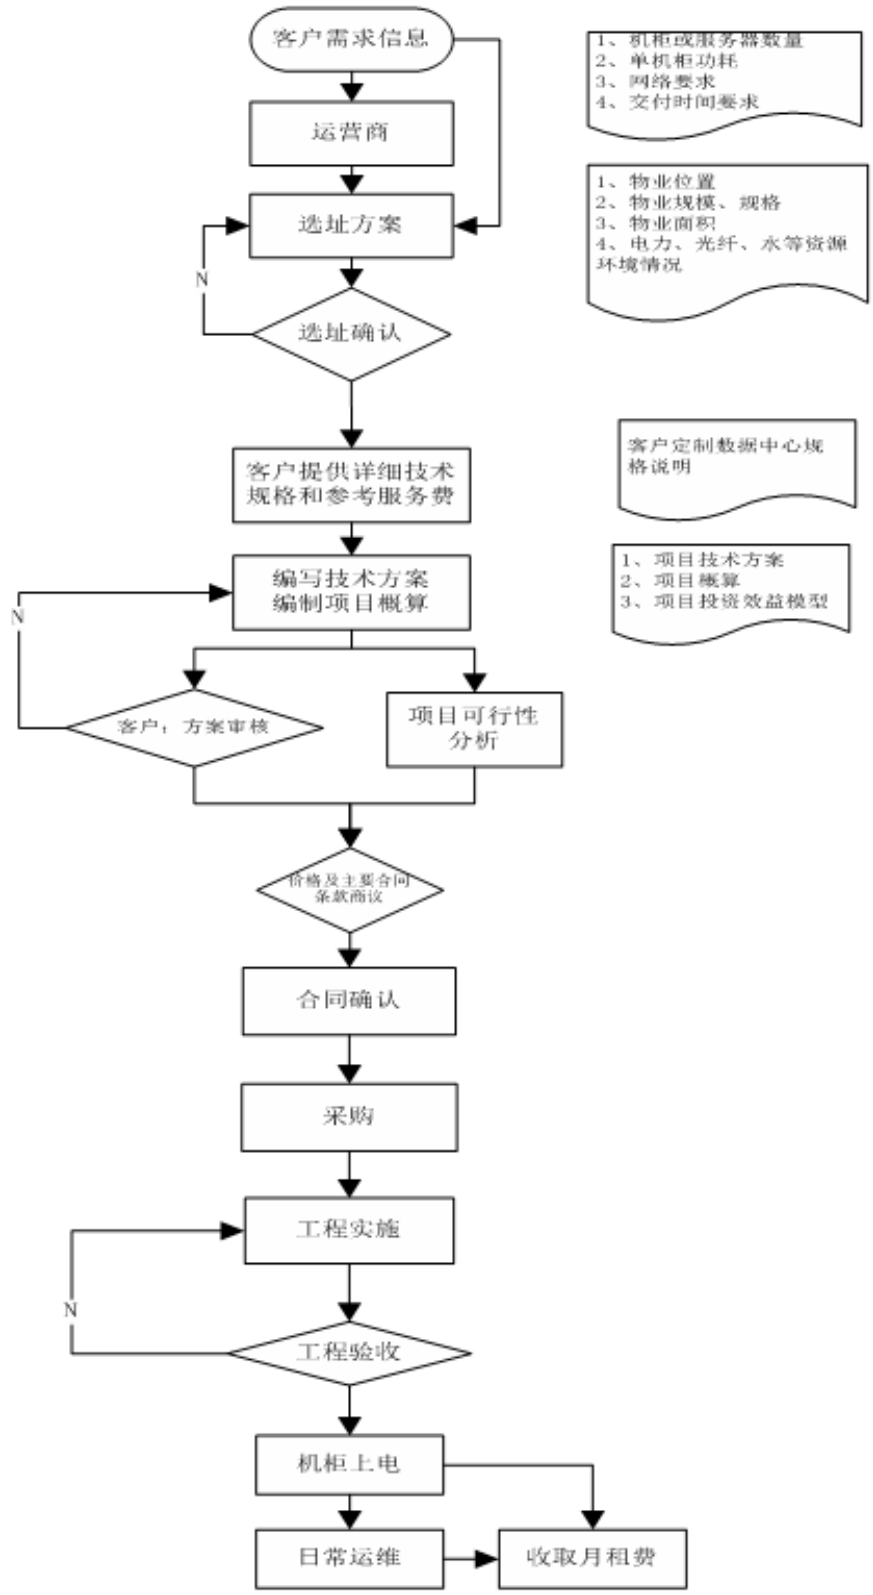 客户需求信息
1、机柜或服务器数量
2、单机柜功耗
3、网络要求
4、交付时间要求
运营商
选址方案
1、物业位置
2、物业规模、规格
3、物业面积
4、电力、光纤、水等资源
环境情况
N
选址确认
客户提供详细技术
规格和参考服务费
客户定制数据中心规
格说明
编写技术方案
编制项目概算
1、项目技术方案
2、项目概算
3、项目投资效益模型
N
客户：方案审核
项目可行性
分析
价格及主要合同
条款商议
合同确认
采购
工程实施
N
工程验收
机柜上电
日常运维
收取月租费